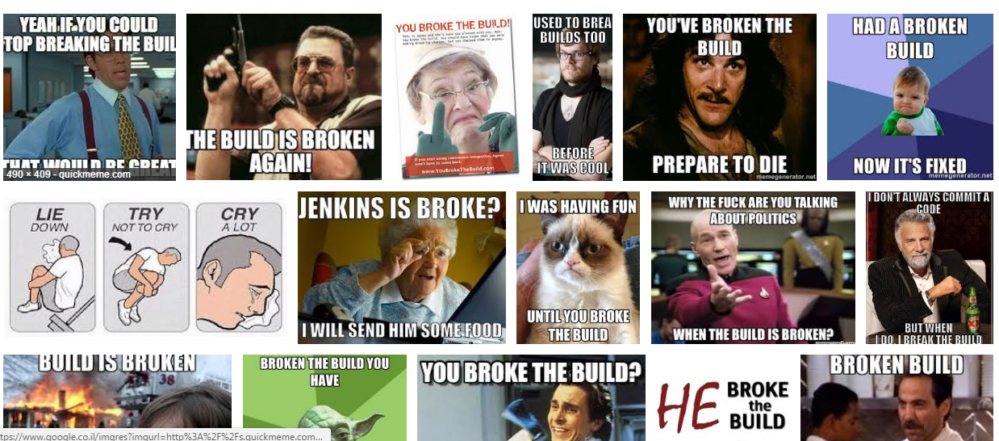 YEAH IF YOU COULD
STOP BREAKING THE BUIL
THAT WOULD BE GREAT
490 × 409 - quickmeme.com
THE BUILD IS BROKEN
AGAIN!
YOU BROKE THE BUILD!
If you start using continuous integration, Agnes
won't have to come back.
www.YouBrokeTheBuild.com
USED TO BREA
BUILDS TOO
BEFORE
IT WAS COOL
YOU'VE BROKEN THE
BUILD
PREPARE TO DIE
memegenerator.net
HAD A BROKEN
BUILD
NOW IT'S FIXED
memegenerator.net
LIE
DOWN
TRY
NOT TO CRY
CRY
A LOT
JENKINS IS BROKE?
I WILL SEND HIM SOME FOOD
I WAS HAVING FUN
UNTIL YOU BROKE
THE BUILD
WHY THE FUCK ARE YOU TALKING
ABOUT POLITICS
WHEN THE BUILD IS BROKEN?
I DON'T ALWAYS COMMIT A
CODE
BUT WHEN
I DO, I BREAK THE BUILD
BUILD IS BROKEN
38
BROKEN THE BUILD YOU
HAVE
YOU BROKE THE BUILD?
HE BROKE
the
BUILD
BROKEN BUILD
tps://www.google.co.il/imgres?imgurl=http%3A%2F%2Fs.quickmeme.com...